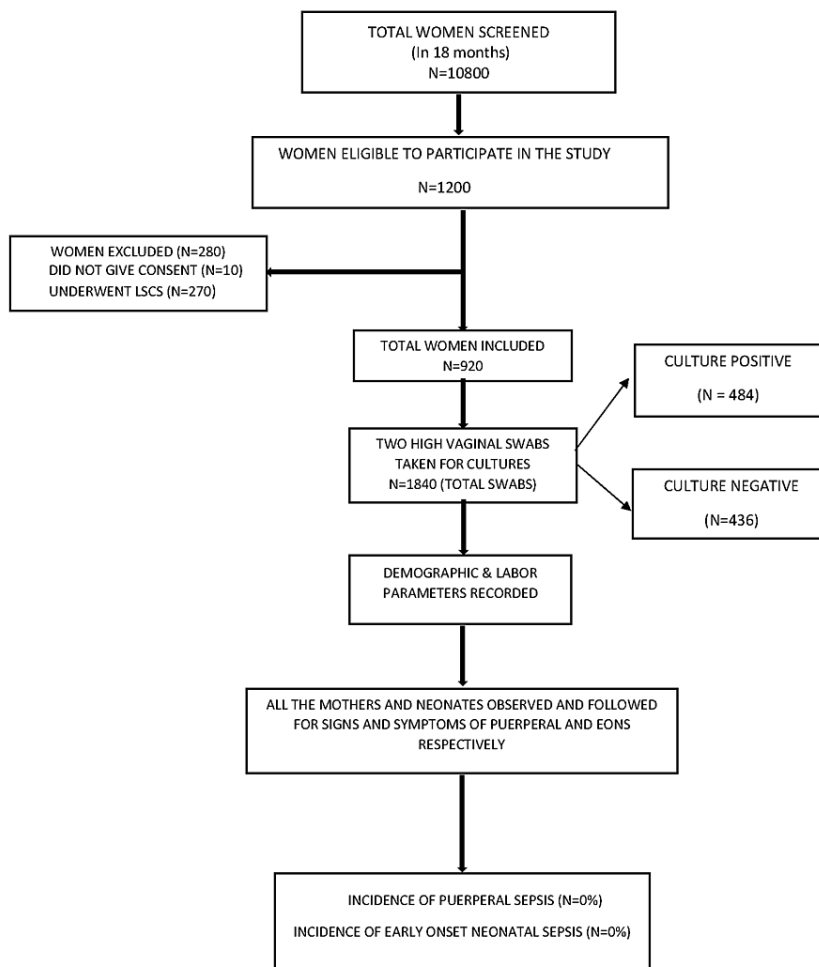 TOTAL WOMEN SCREENED
(In 18 months)
N=10800
WOMEN ELIGIBLE TO PARTICIPATE IN THE STUDY
N=1200
WOMEN EXCLUDED (N=280)
DID NOT GIVE CONSENT (N=10)
UNDERWENT LSCS (N=270)
TOTAL WOMEN INCLUDED
N=920
CULTURE POSITIVE
(N = 484)
TWO HIGH VAGINAL SWABS
TAKEN FOR CULTURES
N=1840 (TOTAL SWABS)
CULTURE NEGATIVE
(N=436)
DEMOGRAPHIC & LABOR
PARAMETERS RECORDED
ALL THE MOTHERS AND NEONATES OBSERVED AND FOLLOWED
FOR SIGNS AND SYMPTOMS OF PUERPERAL AND EONS
RESPECTIVELY
INCIDENCE OF PUERPERAL SEPSIS (N=0%)
INCIDENCE OF EARLY ONSET NEONATAL SEPSIS (N=0%)